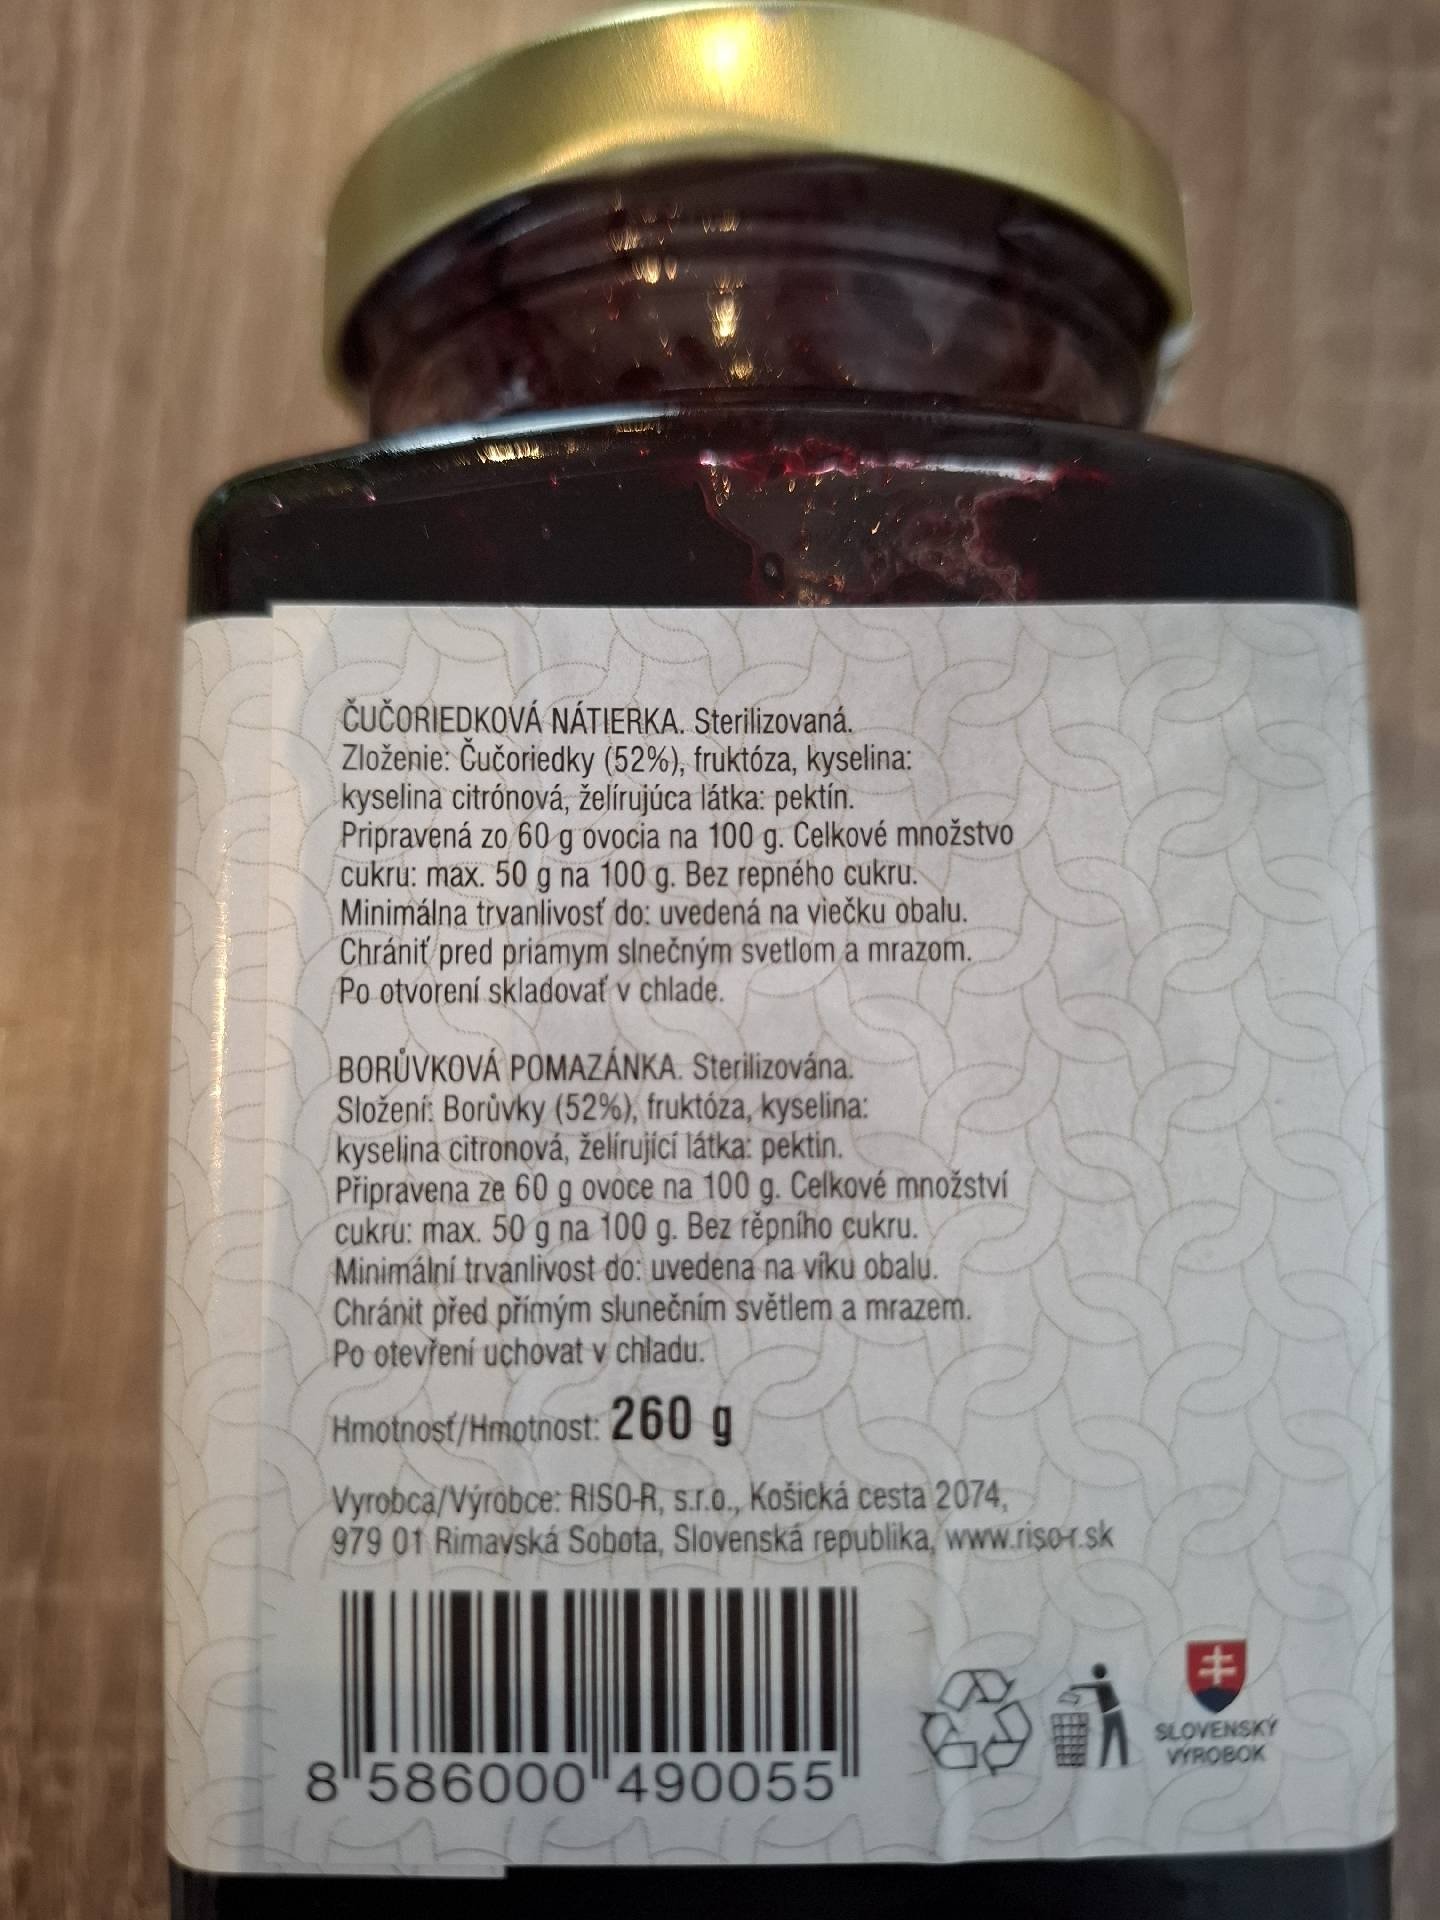 ČUČORIEDKOVÁ NÁTIERKA. Sterilizovaná.
Zloženie: Čučoriedky (52%), fruktóza, kyselina:
kyselina citrónová, želírujúca látka: pektín.
Pripravená zo 60 g ovocia na 100 g. Celkové množstvo
cukru: max. 50 g na 100 g. Bez repného cukru.
Minimálna trvanlivosť do: uvedená na viečku obalu.
Chrániť pred priamym slnečným svetlom a mrazom.
Po otvorení skladovať v chlade.
BORŮVKOVÁ POMAZÁNKA. Sterilizována.
Složení: Borůvky (52%), fruktóza, kyselina:
kyselina citronová, želírující látka: pektin.
Připravena ze 60 g ovoce na 100 g. Celkové množství
cukru: max. 50 g na 100 g. Bez rěpního cukru.
Minimální trvanlivost do: uvedena na víku obalu.
Chránit před přímým slunečním světlem a mrazem.
Po otevření uchovat v chladu.
Hmotnosť/Hmotnost: 260 g
Vyrobca/Výrobce: RISO-R, s.r.o., Košická cesta 2074,
979 01 Rimavská Sobota, Slovenská republika, www.riso-r.sk
8 586000 490055
SLOVENSKÝ
VÝROBOK